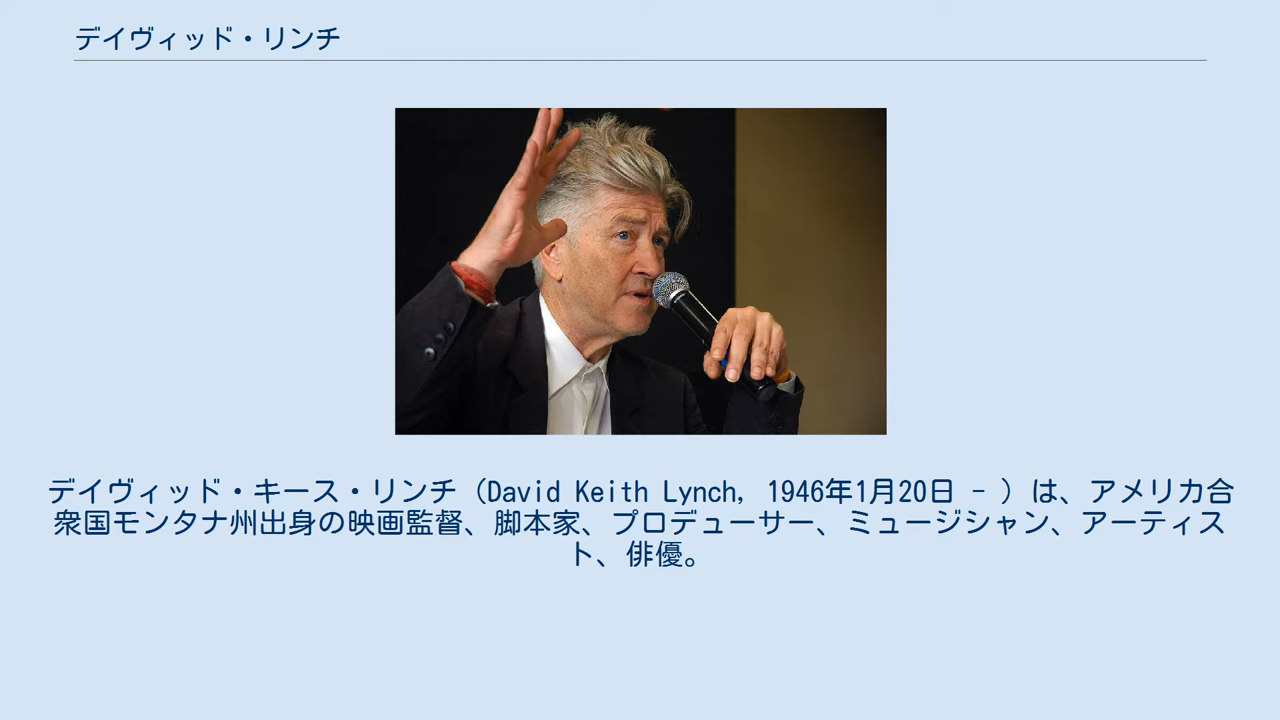 デイヴィッド・リンチ
デイヴィッド・キース・リンチ（David Keith Lynch, 1946年1月20日 - ）は、アメリカ合
衆国モンタナ州出身の映画監督、脚本家、プロデューサー、ミュージシャン、アーティス
ト、俳優。